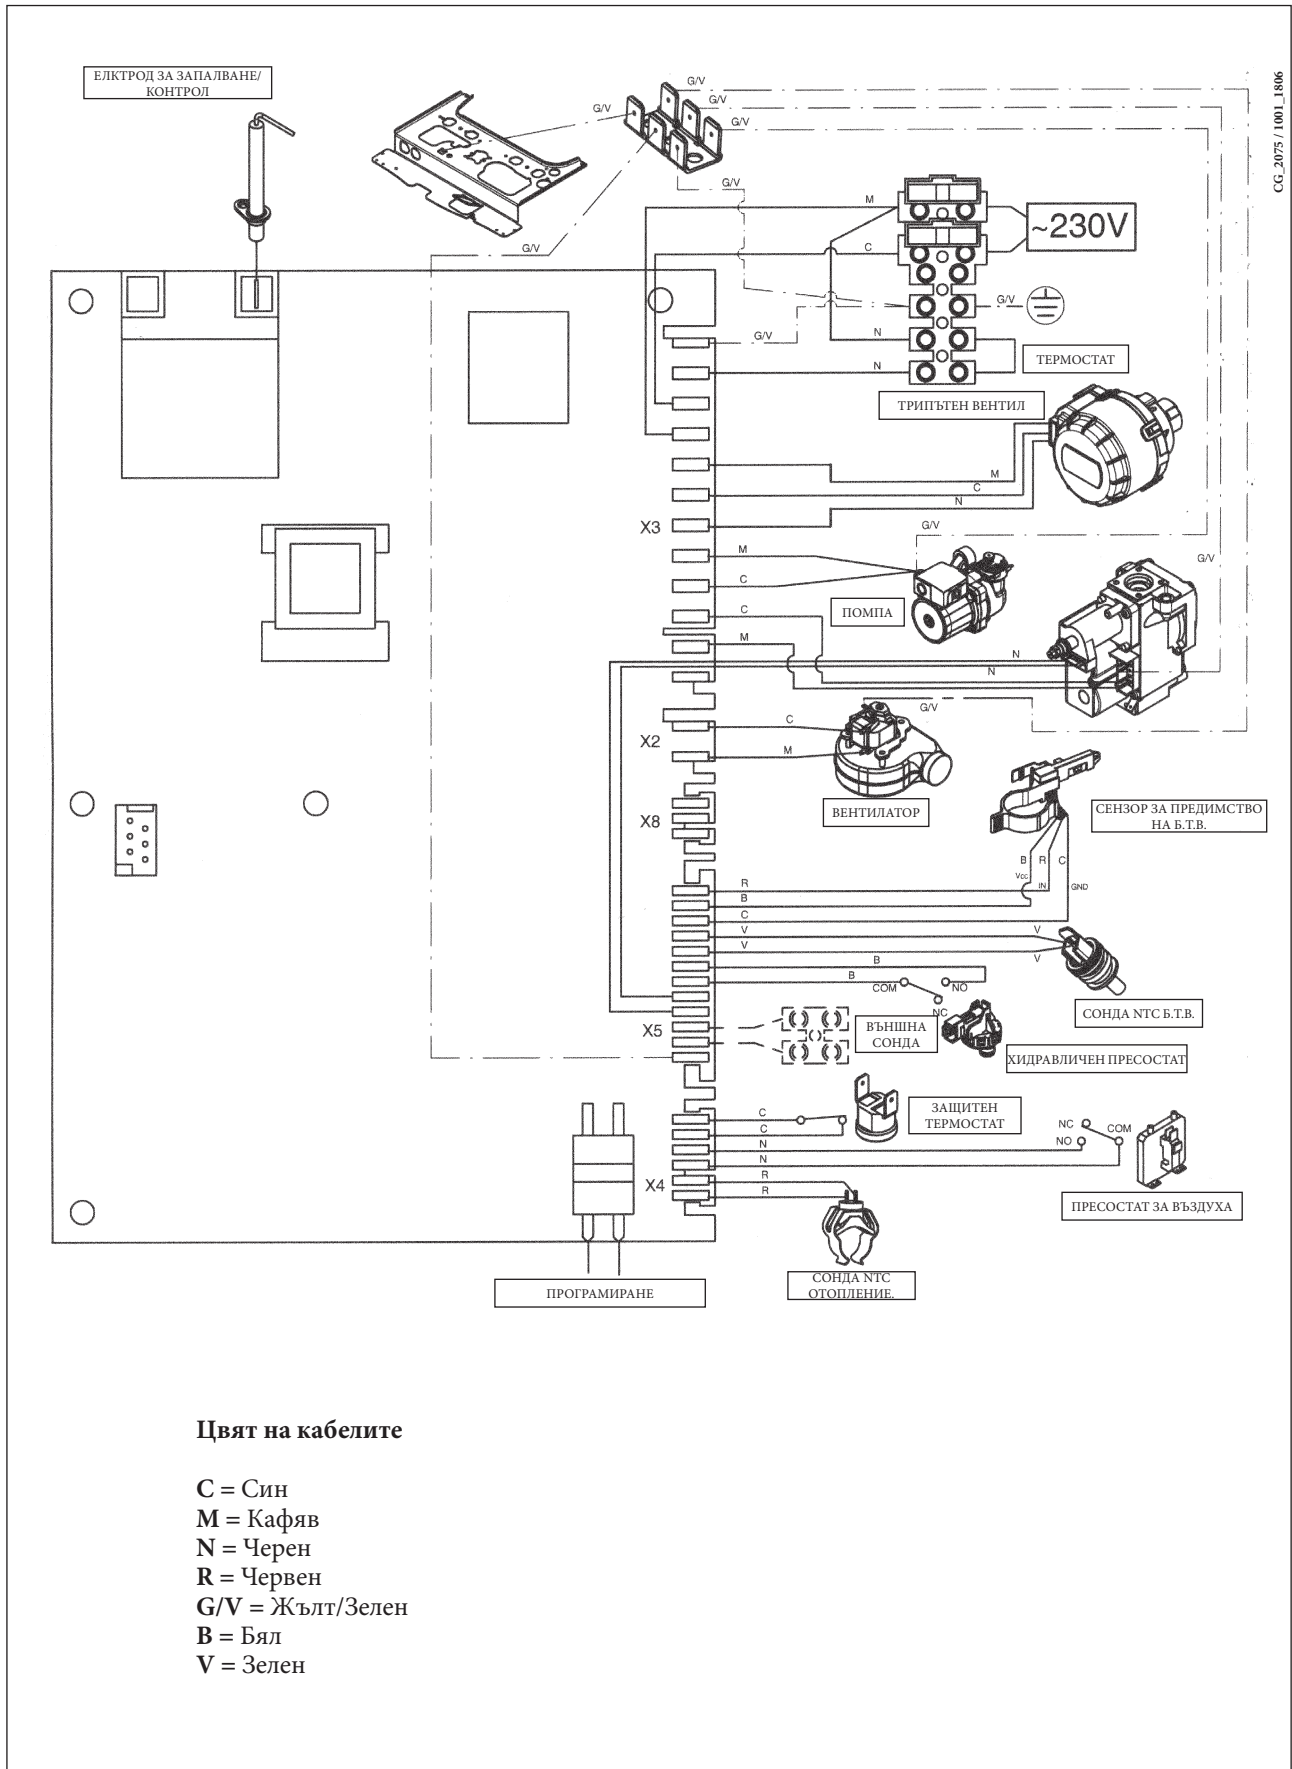 CG_2075 / 1001_1806
ЕЛКТРОД ЗА ЗАПАЛВАНЕ/
КОНТРОЛ
G/V
G/V
G/V
G/V
G/V
G/V
M
~230V
C
G/V
G/V
N
ТЕРМОСТАТ
N
ТРИПЪТЕН ВЕНТИЛ
M
C
N
X3
G/V
M
G/V
C
ПОМПА
C
M
N
N
G/V
C
X2
M
ВЕНТИЛАТОР
СЕНЗОР ЗА ПРЕДИМСТВО
НА Б.Т.В.
X8
B R C
Vcc
IN
GND
R
B
C
V
V
V
V
B
B
COM
NO
NC
СОНДА NTC Б.Т.В.
X5
ВЪНШНА
СОНДА
ХИДРАВЛИЧЕН ПРЕСОСТАТ
ЗАЩИТЕН
ТЕРМОСТАТ
C
C
N
N
NC
COM
NO
R
X4
R
ПРЕСОСТАТ ЗА ВЪЗДУХА
СОНДА NTC
ОТОПЛЕНИЕ.
ПРОГРАМИРАНЕ
Цвят на кабелите
C = Син
M = Кафяв
N = Черен
R = Червен
G/V = Жълт/Зелен
B = Бял
V = Зелен